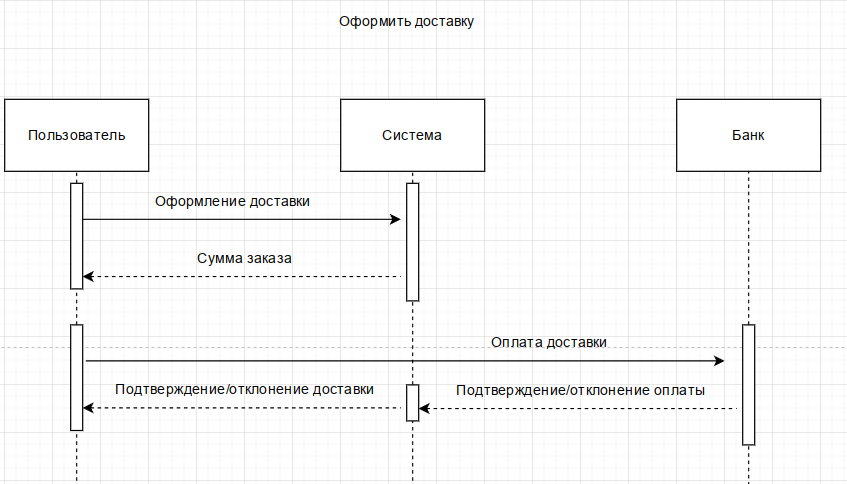 Оформить доставку
Пользователь
Система
Банк
Оформление доставки
Сумма заказа
Оплата доставки
Подтверждение/отклонение доставки
Подтверждение/отклонение оплаты